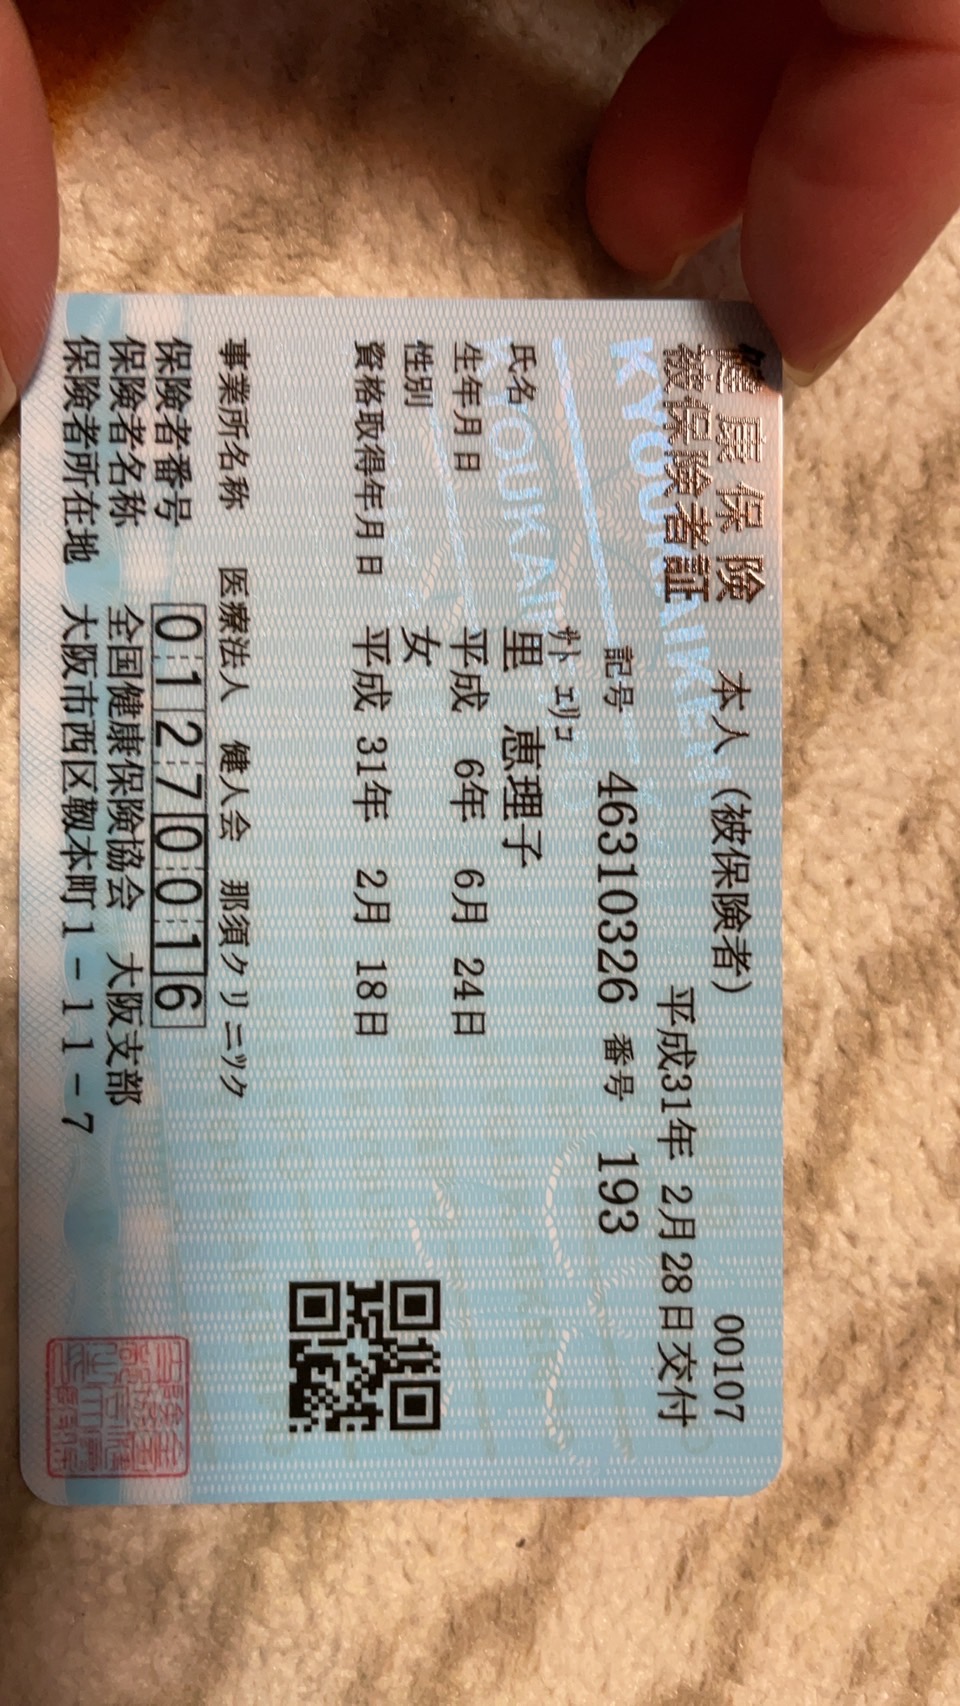 健康保険 本人（被保険者） 00107
被保険者証 平成31年 2月28日交付
記号 46310326 番号 193
ｻﾄ ｴﾘｺ
氏名 里 恵理子
生年月日 平成 6年 6月 24日
性別 女
資格取得年月日 平成 31年 2月 18日
事業所名称 医療法人 健人会 那須クリニック
保険者番号 01270016
保険者名称 全国健康保険協会 大阪支部
保険者所在地 大阪市西区靱本町1-11-7
KYOUKAIKEN